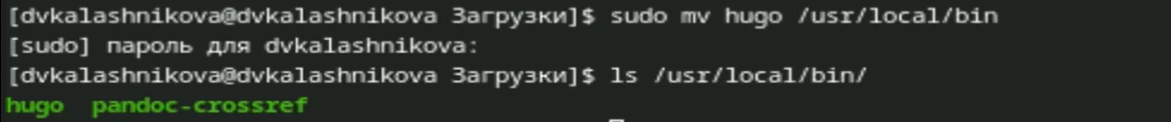 [dvkalashnikova@dvkalashnikova Загрузки]$ sudo mv hugo /usr/local/bin
[sudo] пароль для dvkalashnikova:
[dvkalashnikova@dvkalashnikova Загрузки]$ ls /usr/local/bin/
hugo  pandoc-crossref